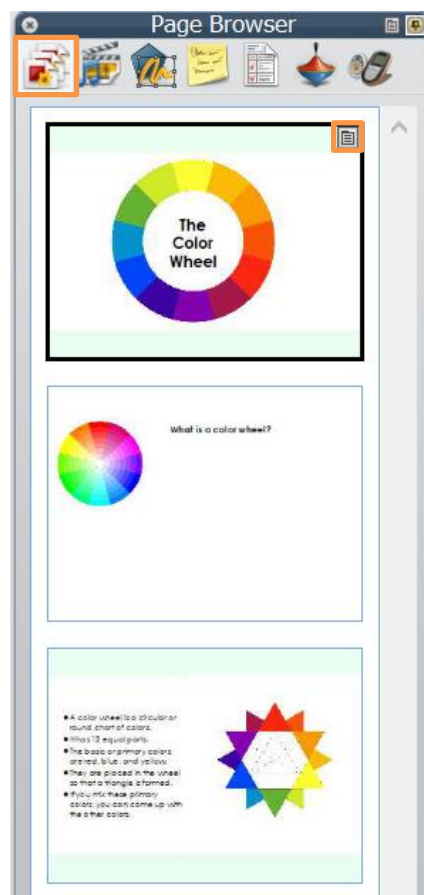 Page Browser
The
Color
Wheel
What is a color wheel?
● A color wheel is a circular or
round chart of colors.
● It has 12 equal parts.
● The basic or primary colors
are red, blue, and yellow.
● They are placed in the wheel
so that a triangle is formed.
● If you mix these primary
colors, you can come up with
the other colors.